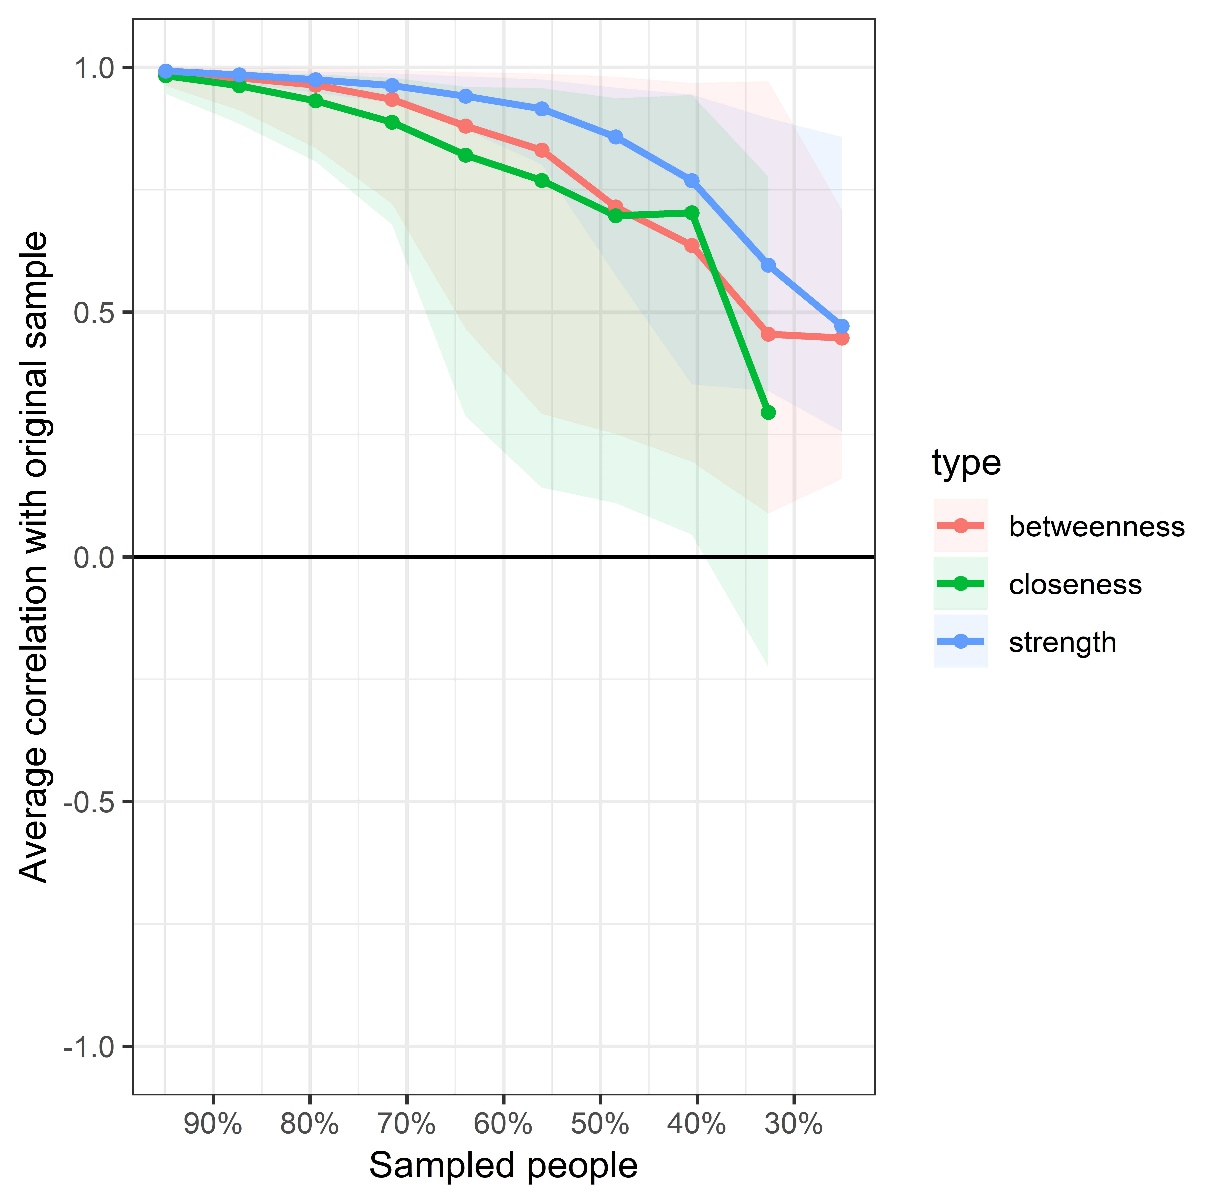 Average correlation with original sample
1.0
0.5
0.0
-0.5
-1.0
90% 80% 70% 60% 50% 40% 30%
Sampled people
type
betweenness
closeness
strength